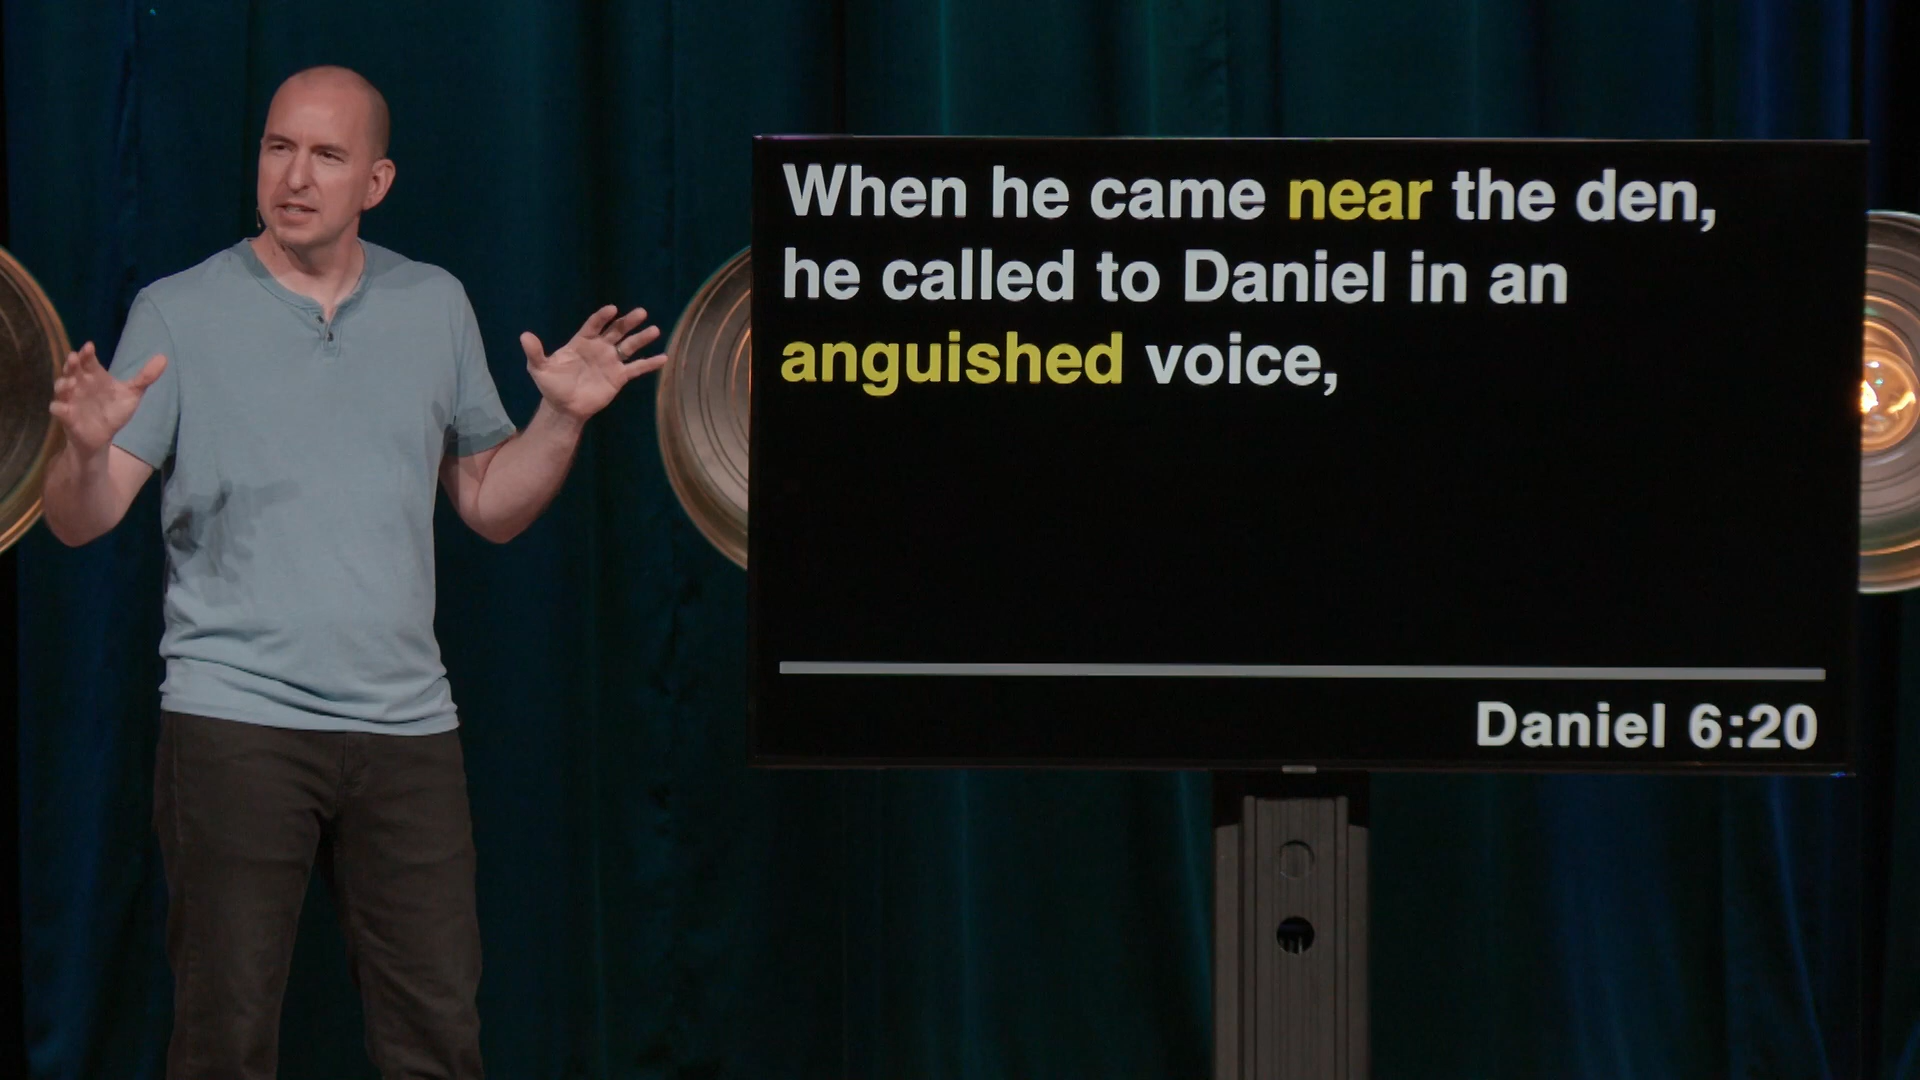 When he came near the den,
he called to Daniel in an
anguished voice,
Daniel 6:20